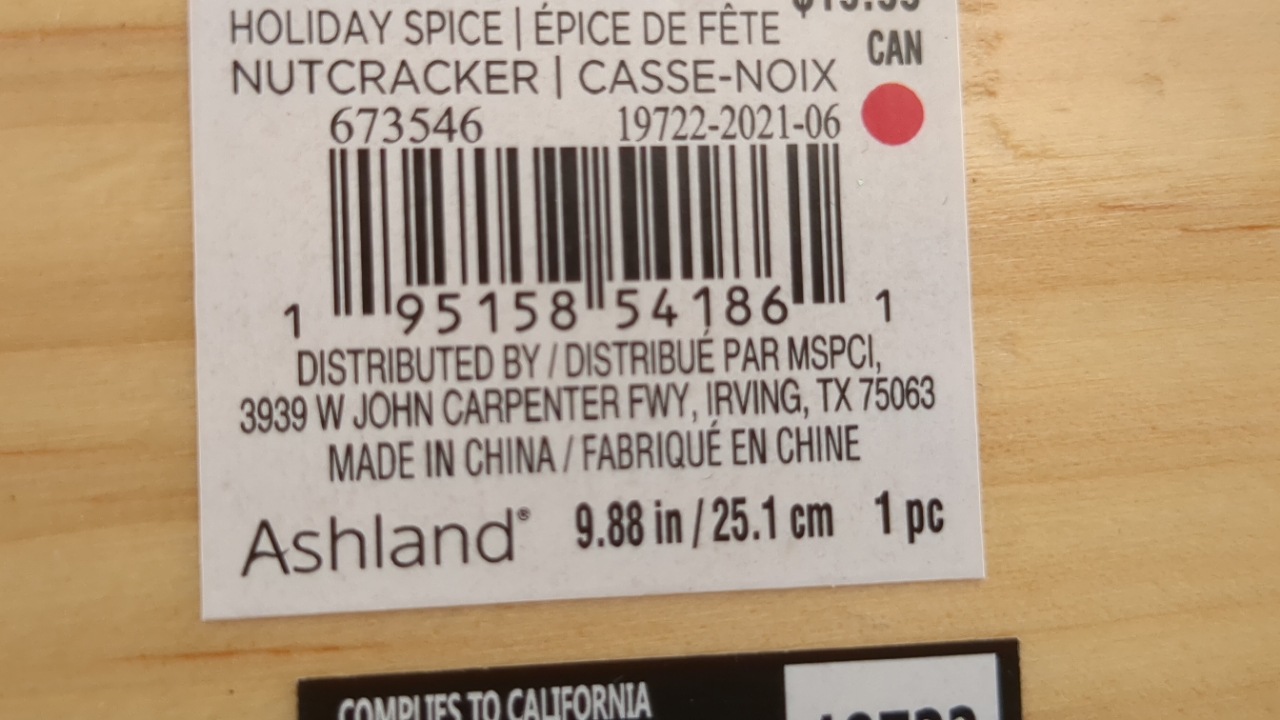 HOLIDAY SPICE | ÉPICE DE FÊTE
CAN
NUTCRACKER | CASSE-NOIX
673546 19722-2021-06
1 95158 54186 1
DISTRIBUTED BY / DISTRIBUÉ PAR MSPCI,
3939 W JOHN CARPENTER FWY, IRVING, TX 75063
MADE IN CHINA / FABRIQUÉ EN CHINE
Ashland® 9.88 in / 25.1 cm 1 pc
COMPLIES TO CALIFORNIA